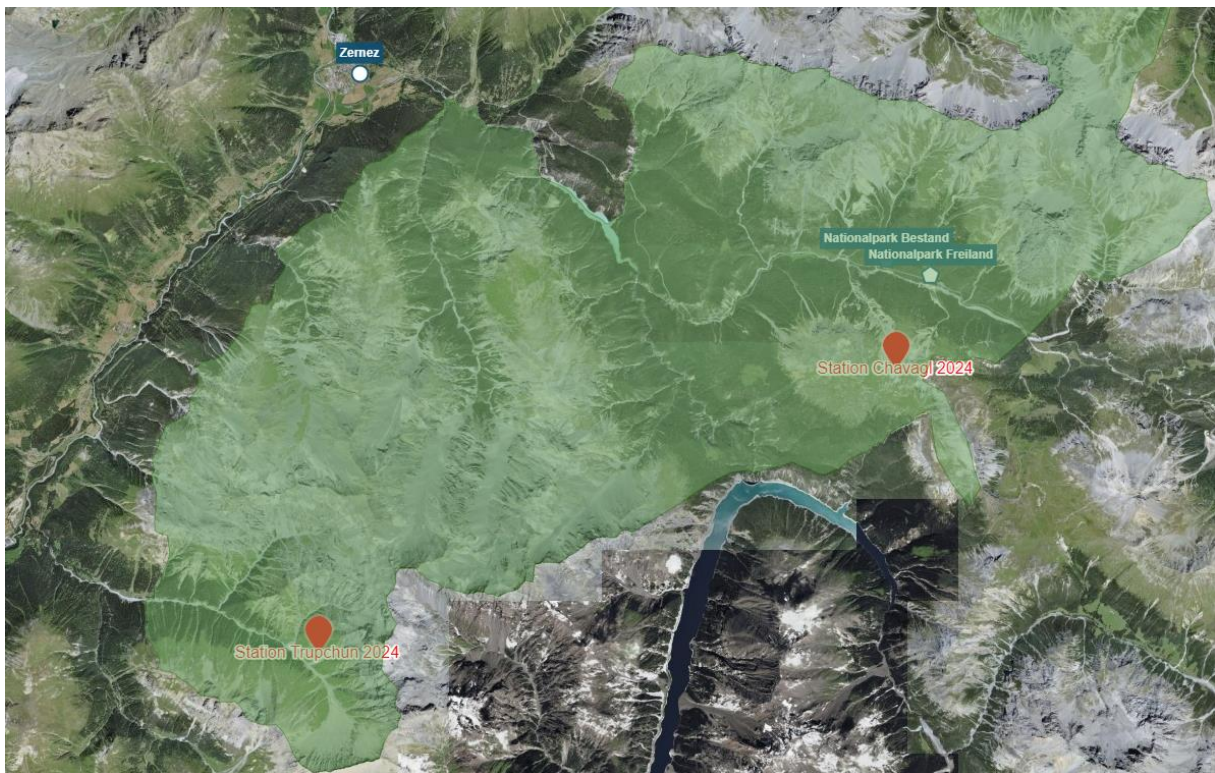 Zernez
Nationalpark Bestand
Nationalpark Freiland
Station Chavagl 2024
Station Trupchun 2024